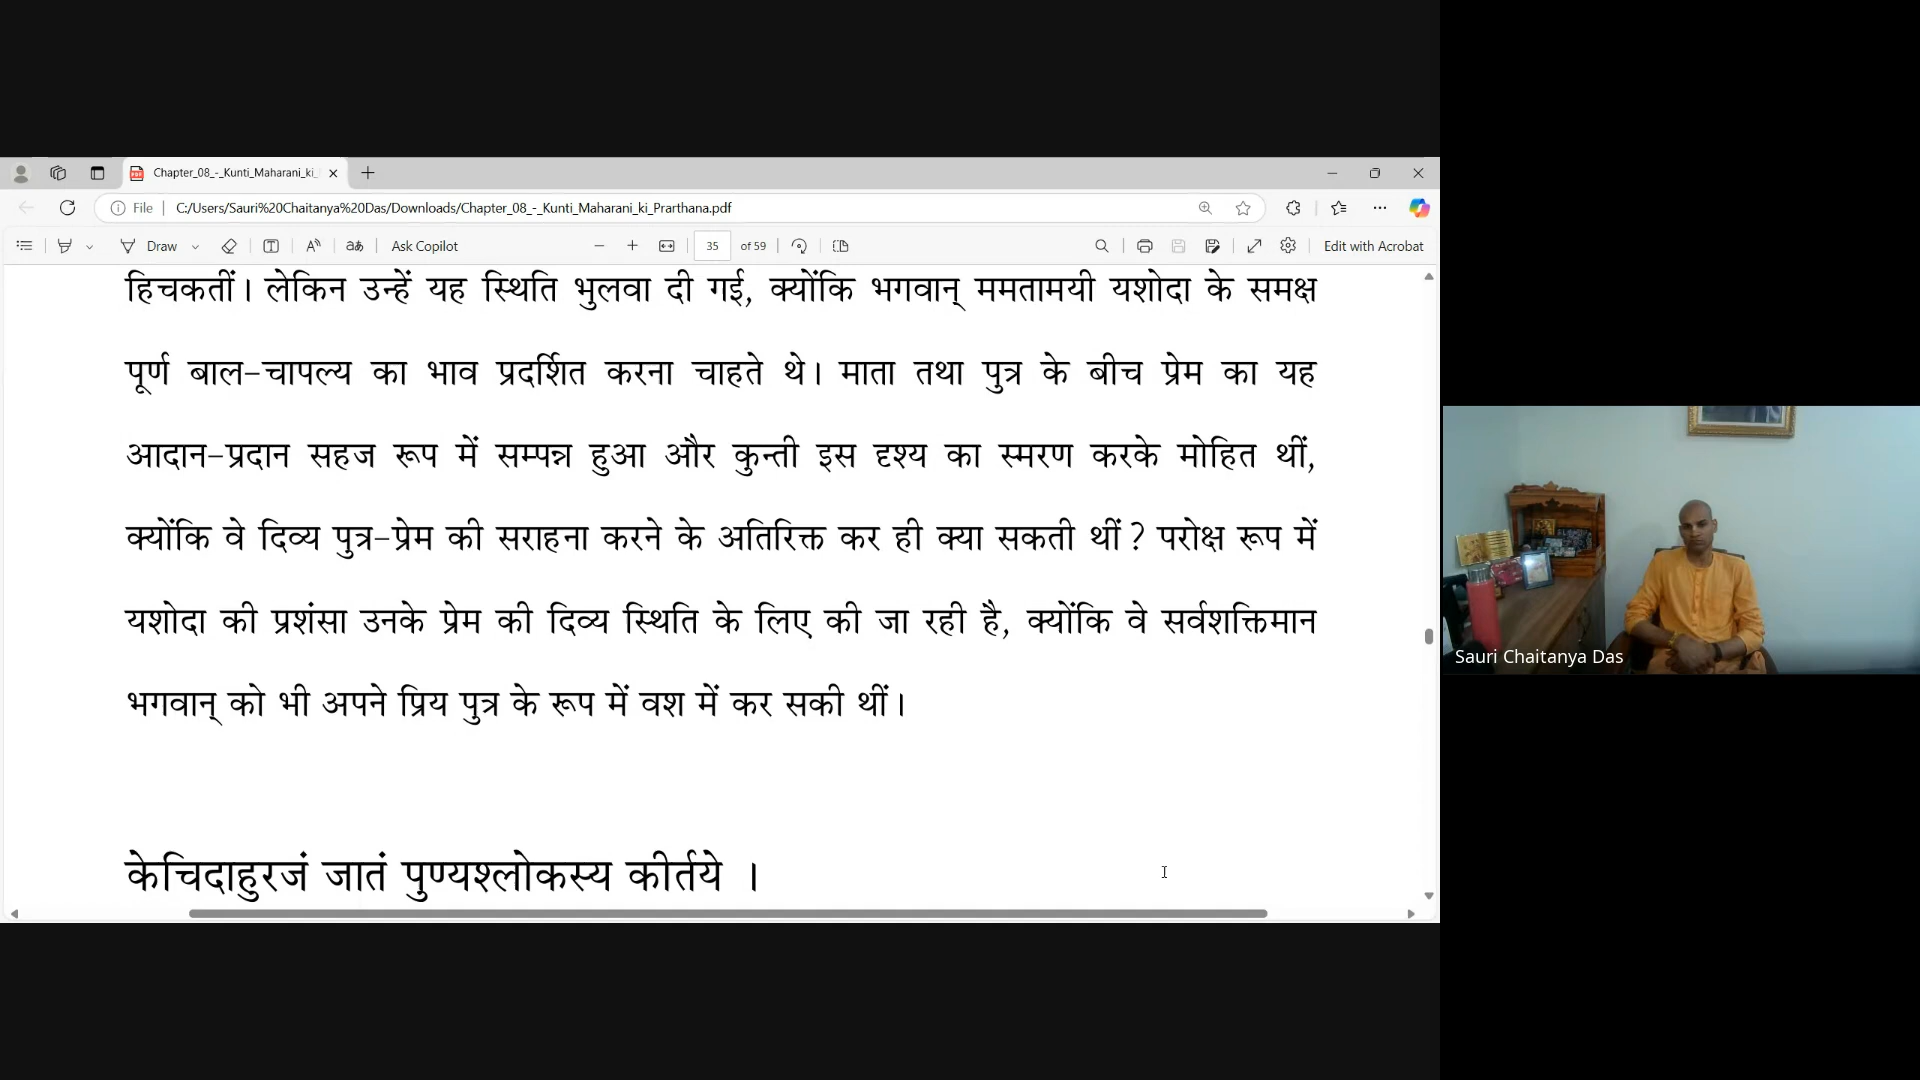 Chapter_08_-_Kunti_Maharani_ki_
File
C:/Users/Sauri%20Chaitanya%20Das/Downloads/Chapter_08_-_Kunti_Maharani_ki_Prarthana.pdf
Draw
aあ
Ask Copilot
35 of 59
Edit with Acrobat
हिचकतीं। लेकिन उन्हें यह स्थिति भुलवा दी गई, क्योंकि भगवान् ममतामयी यशोदा के समक्ष
पूर्ण बाल-चापल्य का भाव प्रदर्शित करना चाहते थे। माता तथा पुत्र के बीच प्रेम का यह
आदान-प्रदान सहज रूप में सम्पन्न हुआ और कुन्ती इस दृश्य का स्मरण करके मोहित थीं,
क्योंकि वे दिव्य पुत्र-प्रेम की सराहना करने के अतिरिक्त कर ही क्या सकती थीं? परोक्ष रूप में
यशोदा की प्रशंसा उनके प्रेम की दिव्य स्थिति के लिए की जा रही है, क्योंकि वे सर्वशक्तिमान
भगवान् को भी अपने प्रिय पुत्र के रूप में वश में कर सकी थीं।
केचिदाहुरजं जातं पुण्यश्लोकस्य कीर्तये ।
Sauri Chaitanya Das